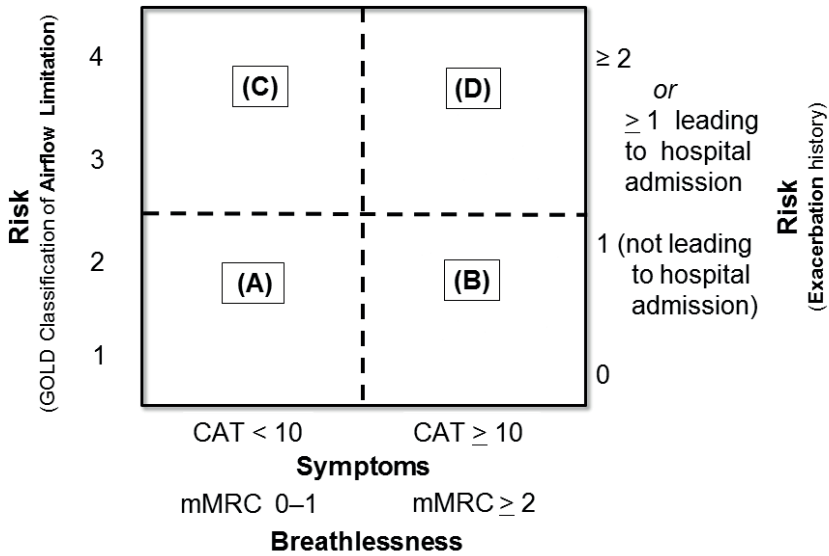 Risk
(GOLD Classification of Airflow Limitation)
4
3
2
1
(C)
(D)
(A)
(B)
≥ 2
or
≥ 1 leading
to hospital
admission
1 (not leading
to hospital
admission)
0
Risk
(Exacerbation history)
CAT < 10
CAT ≥ 10
Symptoms
mMRC 0–1
mMRC ≥ 2
Breathlessness